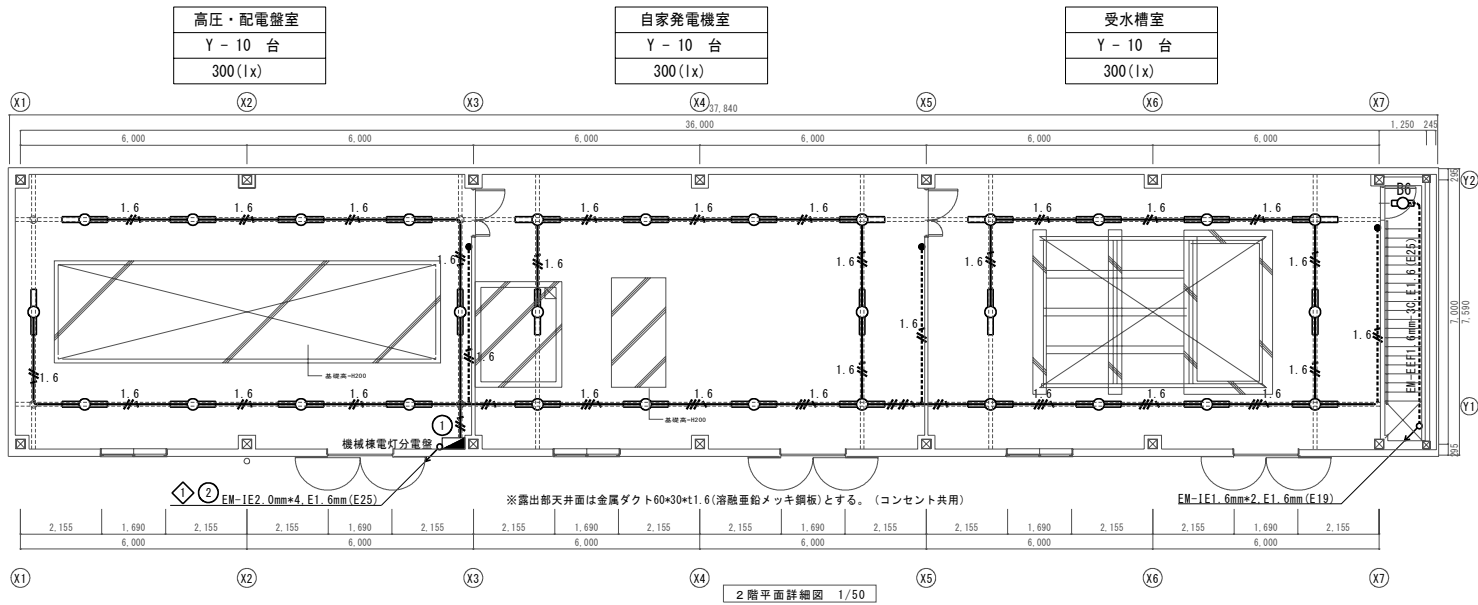 高圧・配電盤室
Y - 10 台
300(lx)
自家発電機室
Y - 10 台
300(lx)
受水槽室
Y - 10 台
300(lx)
X1 X2 X3 X4 X5 X6 X7
37,840
36,000
1,250 245
6,000 6,000 6,000 6,000 6,000 6,000
295
Y2
B6
1.6 1.6 1.6 1.6 1.6 1.6 1.6 1.6 1.6
1.6 1.6 1.6 1.6 1.6
EM-EEF1.6mm-3C,E1.6(E25)
7,000
7,590
1.6 1.6
1.6 1.6 1.6 1.6 1.6
基礎高=H200
1.6 1.6 1.6 1.6 1.6 1.6 1.6 1.6 1.6
基礎高=H200
Y1
機械棟電灯分電盤
1
295
1 2 EM-IE2.0mm*4,E1.6mm(E25)
※露出部天井面は金属ダクト60*30*t1.6(溶融亜鉛メッキ鋼板)とする。(コンセント共用)
EM-IE1.6mm*2,E1.6mm(E19)
2,155 1,690 2,155 2,155 1,690 2,155 2,155 1,690 2,155 2,155 1,690 2,155 2,155 1,690 2,155 2,155 1,690 2,155
6,000 6,000 6,000 6,000 6,000 6,000
X1 X2 X3 X4 X5 X6 X7
2階平面詳細図 1/50